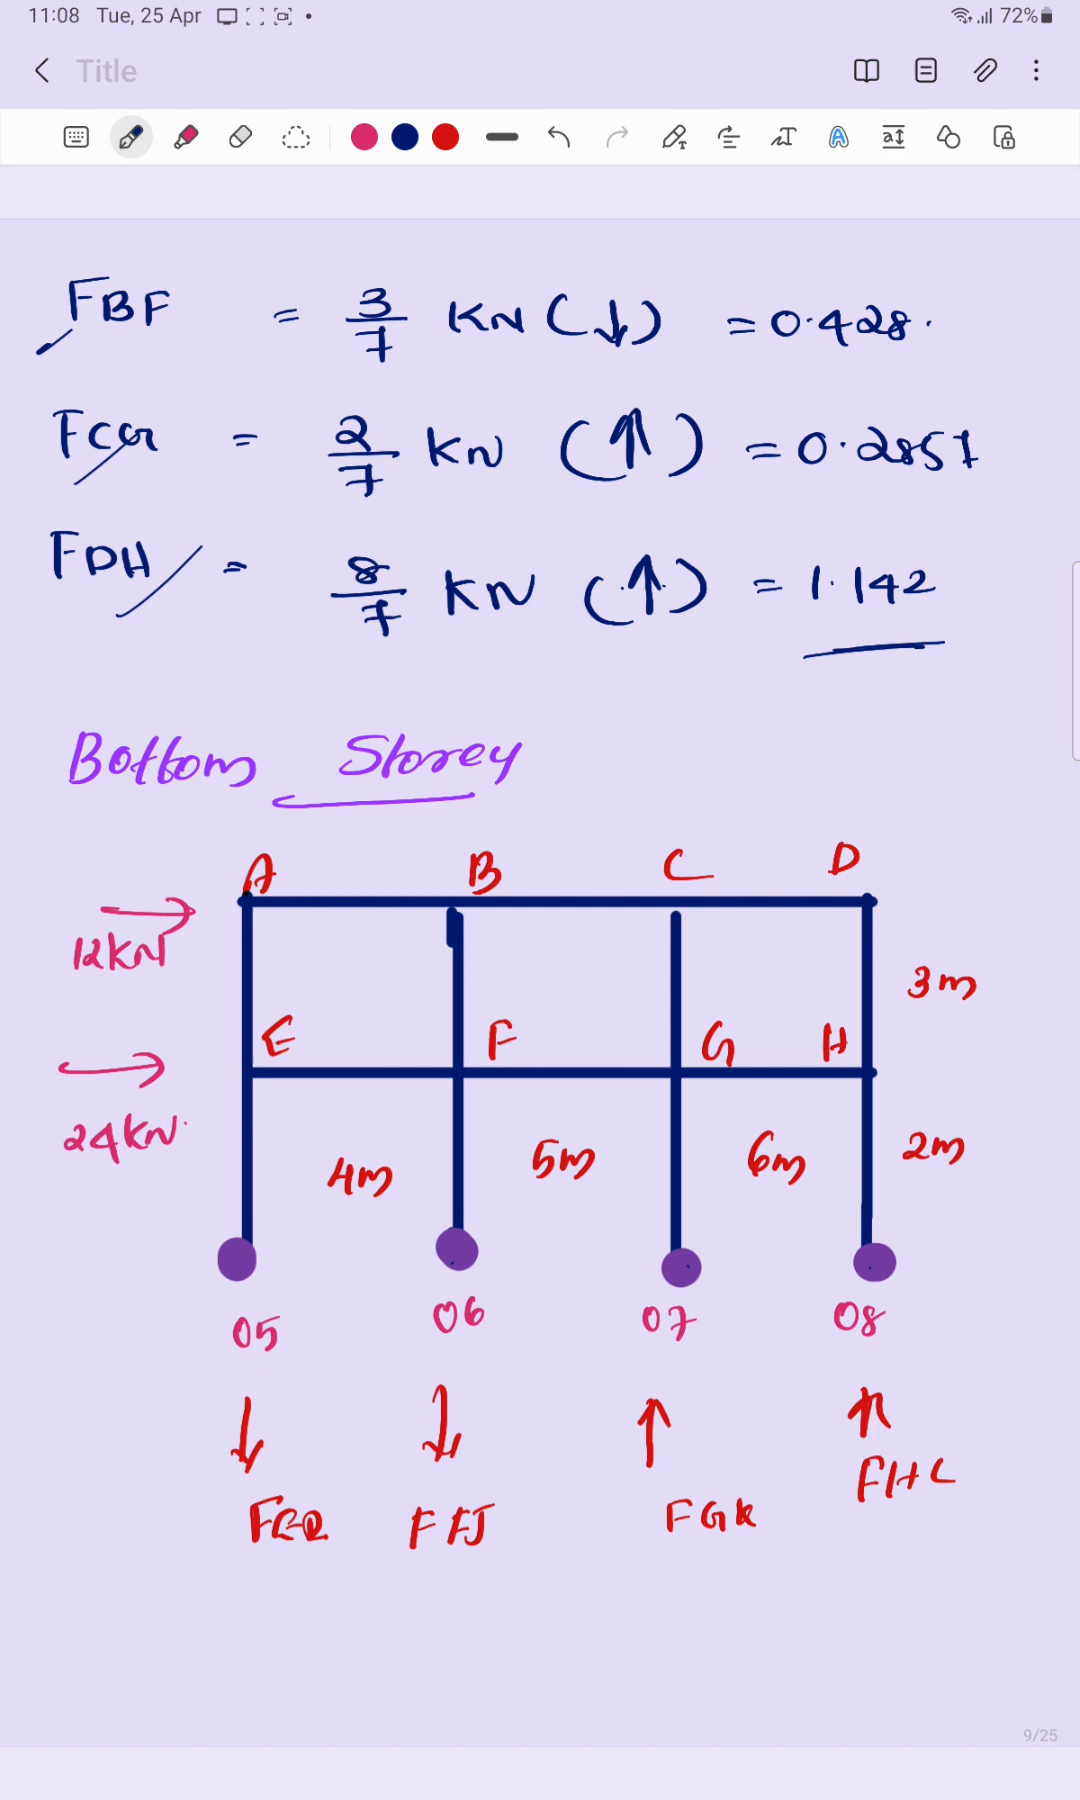 11:08 Tue, 25 Apr 72%
Title
FBF = 3/7 KN (↓) = 0.428.
FCG = 2/7 KN (↑) = 0.2857
FDH = 8/7 KN (↑) = 1.142
Bottom Storey
A B C D
12KN
3m
E F G H
24KN
4m 5m 6m 2m
05 06 07 08
↓ ↓ ↑ ↑
FFJ FGK FHL
9/25